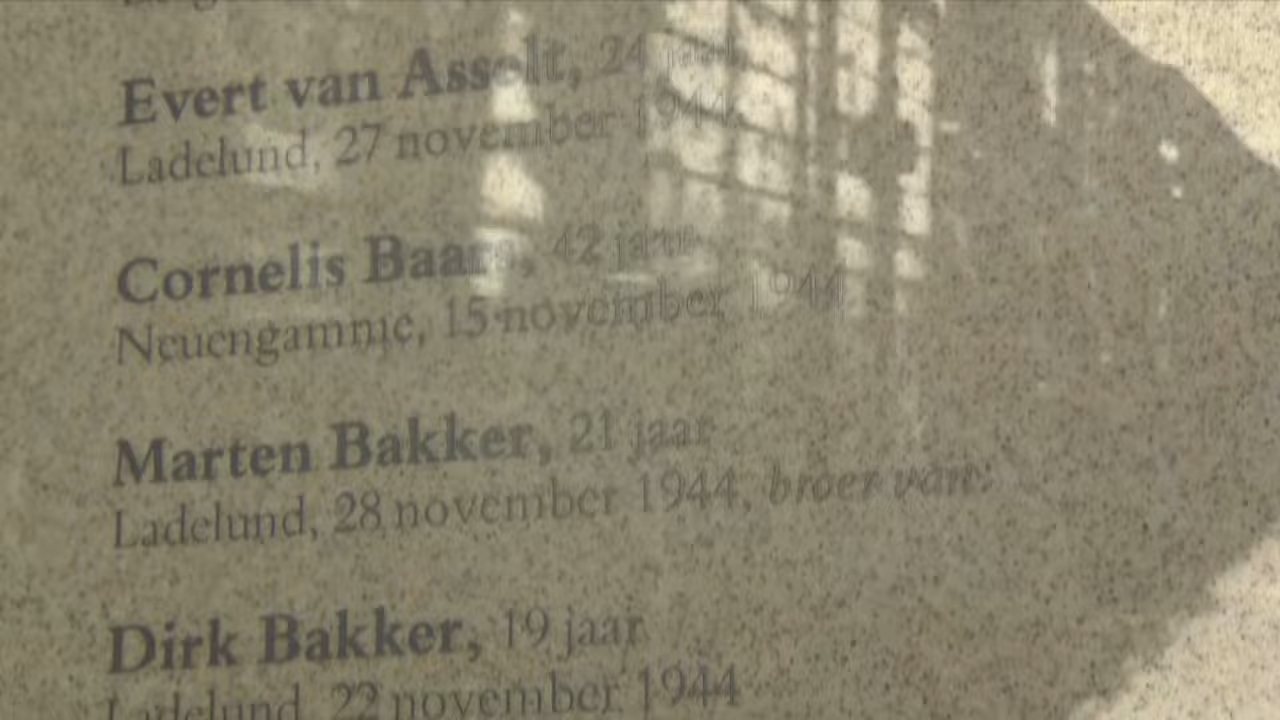 Evert van Asselt, 24 jaar
Ladelund, 27 november 1944
Cornelis Baars, 42 jaar
Neuengamme, 15 november 1944
Marten Bakker, 21 jaar
Ladelund, 28 november 1944, broer van:
Dirk Bakker, 19 jaar
Ladelund, 22 november 1944